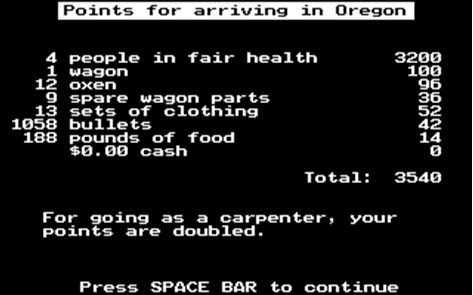 Points for arriving in Oregon
4 people in fair health 3200
1 wagon 100
12 oxen 96
9 spare wagon parts 36
13 sets of clothing 52
1058 bullets 42
188 pounds of food 14
$0.00 cash 0
Total: 3540
For going as a carpenter, your
points are doubled.
Press SPACE BAR to continue